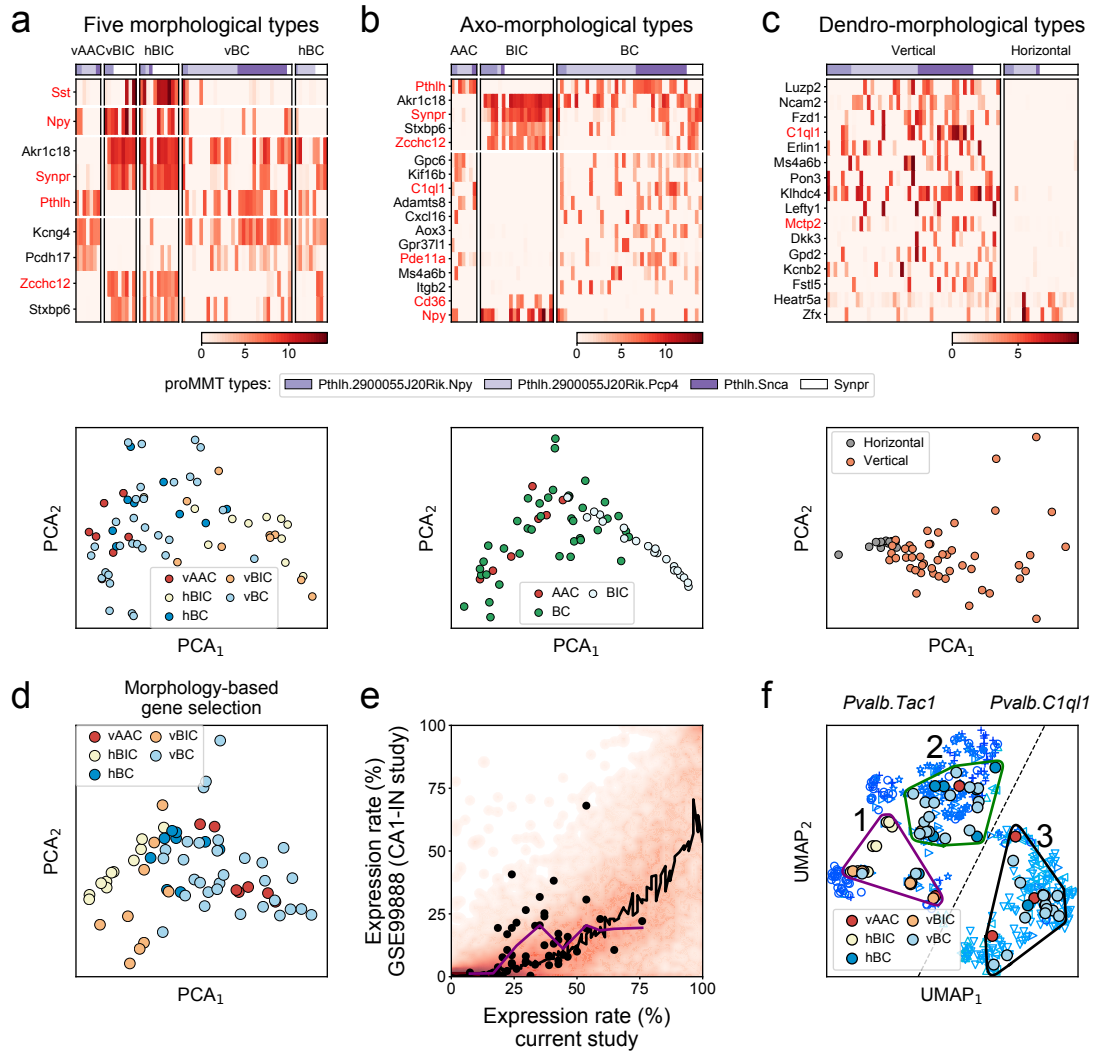 a
Five morphological types
vAAC vBIC hBIC vBC hBC
Sst
Npy
Akr1c18
Synpr
Pthlh
Kcng4
Pcdh17
Zcchc12
Stxbp6
0 5 10
b
Axo-morphological types
AAC BIC BC
Pthlh
Akr1c18
Synpr
Stxbp6
Zcchc12
Gpc6
Kif16b
C1ql1
Adamts8
Cxcl16
Aox3
Gpr37l1
Pde11a
Ms4a6b
Itgb2
Cd36
Npy
0 5 10
c
Dendro-morphological types
Vertical Horizontal
Luzp2
Ncam2
Fzd1
C1ql1
Erlin1
Ms4a6b
Pon3
Klhdc4
Lefty1
Mctp2
Dkk3
Gpd2
Kcnb2
Fstl5
Heatr5a
Zfx
0 5 10
proMMT types: Pthlh.2900055J20Rik.Npy Pthlh.2900055J20Rik.Pcp4 Pthlh.Snca Synpr
PCA2
vAAC vBIC
hBIC vBC
hBC
PCA1
PCA2
AAC BIC
BC
PCA1
PCA2
Horizontal
Vertical
PCA1
d
Morphology-based
gene selection
vAAC vBIC
hBIC vBC
hBC
PCA2
PCA1
e
Expression rate (%)
GSE99888 (CA1-IN study)
100
75
50
25
0
0 25 50 75 100
Expression rate (%)
current study
f
Pvalb.Tac1 Pvalb.C1ql1
2
1
3
UMAP2
vAAC vBIC
hBIC vBC
hBC
UMAP1